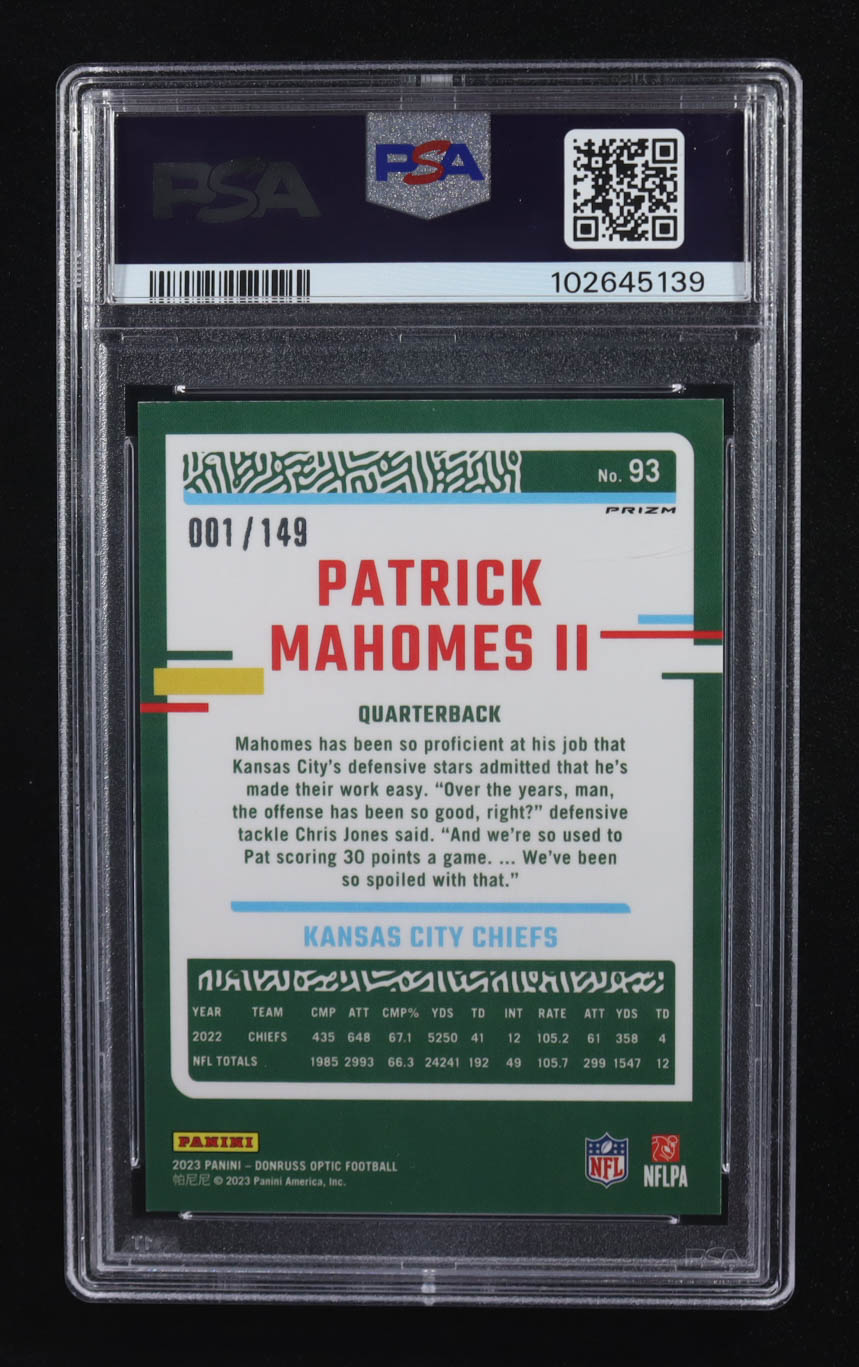 PSA
PSA
102645139
No. 93
PRIZM
001/149
PATRICK
MAHOMES II
QUARTERBACK
Mahomes has been so proficient at his job that
Kansas City's defensive stars admitted that he's
made their work easy. “Over the years, man,
the offense has been so good, right?” defensive
tackle Chris Jones said. “And we're so used to
Pat scoring 30 points a game. ... We've been
so spoiled with that.”
KANSAS CITY CHIEFS
YEAR TEAM CMP ATT CMP% YDS TD INT RATE ATT YDS TD
2022 CHIEFS 435 648 67.1 5250 41 12 105.2 61 358 4
NFL TOTALS 1985 2993 66.3 24241 192 49 105.7 299 1547 12
PANINI
2023 PANINI – DONRUSS OPTIC FOOTBALL
帕尼尼 © 2023 Panini America, Inc.
NFL
NFLPA
PSA